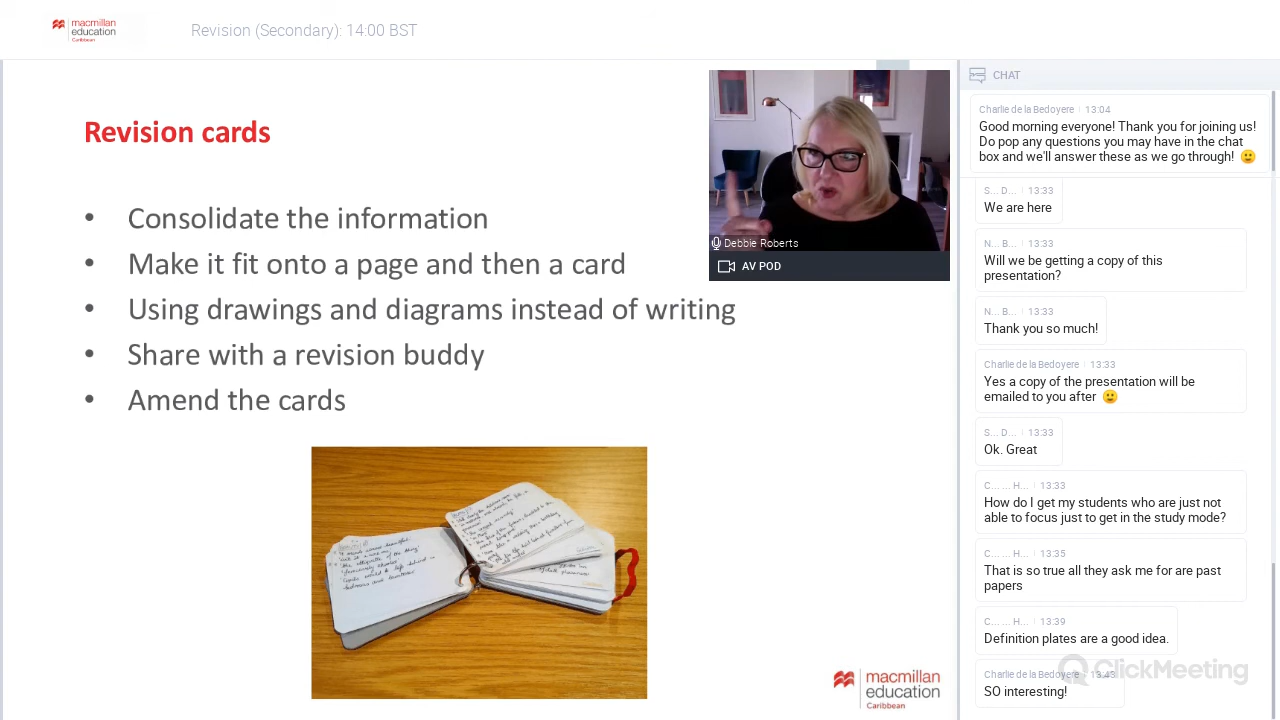 macmillan
education
Caribbean
Revision (Secondary): 14:00 BST
Revision cards
• Consolidate the information
• Make it fit onto a page and then a card
• Using drawings and diagrams instead of writing
• Share with a revision buddy
• Amend the cards
Debbie Roberts
AV POD
macmillan
education
Caribbean
CHAT
Charlie de la Bedoyere 13:04
Good morning everyone! Thank you for joining us!
Do pop any questions you may have in the chat
box and we'll answer these as we go through! 🙂
S... D... 13:33
We are here
N... B... 13:33
Will we be getting a copy of this
presentation?
N... B... 13:33
Thank you so much!
Charlie de la Bedoyere 13:33
Yes a copy of the presentation will be
emailed to you after 🙂
S... D... 13:33
Ok. Great
C... ... H... 13:33
How do I get my students who are just not
able to focus just to get in the study mode?
C... ... H... 13:35
That is so true all they ask me for are past
papers
C... ... H... 13:39
Definition plates are a good idea.
Charlie de la Bedoyere 13:43
SO interesting!
ClickMeeting